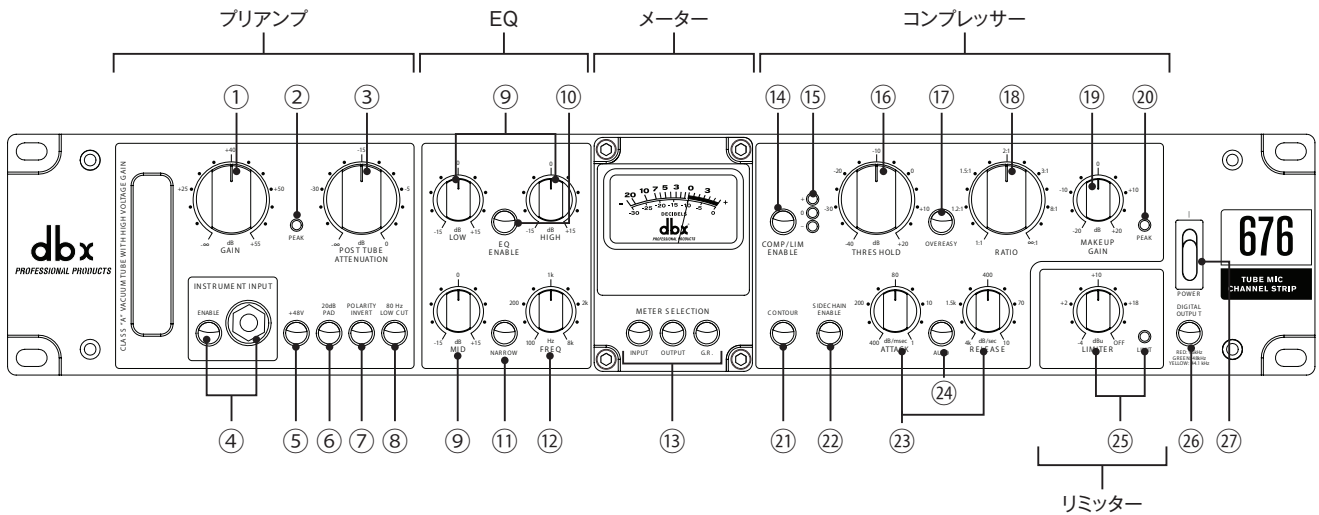 プリアンプ
EQ
メーター
コンプレッサー
① ② ③ ⑨ ⑩ ⑭ ⑮ ⑯ ⑰ ⑱ ⑲ ⑳
dbx
PROFESSIONAL PRODUCTS
CLASS "A" VACUUM TUBE WITH HIGH VOLTAGE GAIN
+40
+25 +50
-∞ dB +55
GAIN
PEAK
-15
-30 -5
-∞ dB 0
POST TUBE
ATTENUATION
INSTRUMENT INPUT
ENABLE
+48V
20dB
PAD
POLARITY
INVERT
80 Hz
LOW CUT
0
-15 dB +15
LOW
EQ
ENABLE
0
-15 dB +15
HIGH
0
-15 dB +15
MID
NARROW
1k
200 2k
100 Hz 8k
FREQ
- 20 10 7 5 3 0 3 +
-30 -20 -15 -10 -5 0
DECIBELS
dbx
METER SELECTION
INPUT OUTPUT G.R.
COMP/LIM
ENABLE
+
0
-
-10
-20 0
-30 +10
-40 dB +20
THRESHOLD
OVEREASY
2:1
1.5:1 3:1
1.2:1 8:1
1:1 ∞:1
RATIO
0
-10 +10
-20 dB +20
MAKEUP
GAIN
PEAK
CONTOUR
SIDECHAIN
ENABLE
80
200 10
400 dB/msec 1
ATTACK
AUTO
400
1.5k 70
4k dB/sec 10
RELEASE
+10
+2 +18
-4 dBu OFF
LIMITER
LIMIT
I
POWER
676
TUBE MIC
CHANNEL STRIP
DIGITAL
OUTPUT
④ ⑤ ⑥ ⑦ ⑧ ⑨ ⑪ ⑫ ⑬ ㉑ ㉒ ㉓ ㉔ ㉕ ㉖ ㉗
リミッター